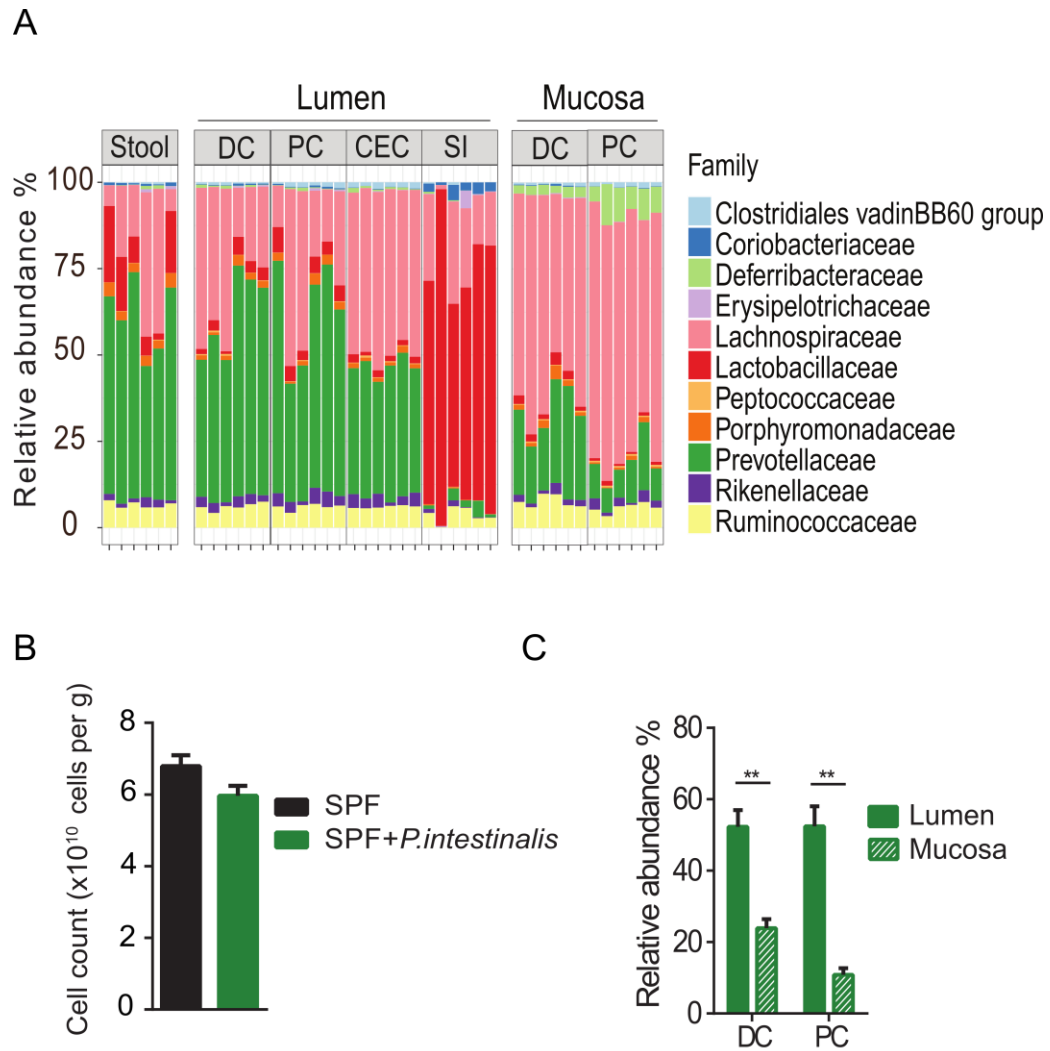 A
Lumen
Mucosa
Stool
DC
PC
CEC
SI
DC
PC
Relative abundance %
100
75
50
25
0
Family
Clostridiales vadinBB60 group
Coriobacteriaceae
Deferribacteraceae
Erysipelotrichaceae
Lachnospiraceae
Lactobacillaceae
Peptococcaceae
Porphyromonadaceae
Prevotellaceae
Rikenellaceae
Ruminococcaceae
B
Cell count (x10¹⁰ cells per g)
8
6
4
2
0
SPF
SPF+P.intestinalis
C
Relative abundance %
80
60
40
20
0
**
**
Lumen
Mucosa
DC
PC